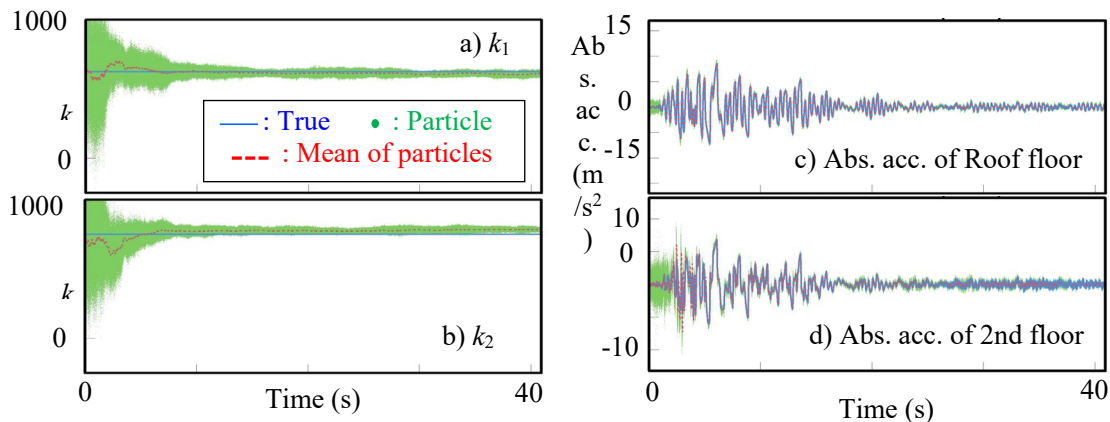 1000
a) k1
k
: True
: Particle
: Mean of particles
0
1000
k
b) k2
0
0
40
Time (s)
15
Ab
s.
0
ac
c.
-15
(m
c) Abs. acc. of Roof floor
/s2
10
)
0
d) Abs. acc. of 2nd floor
-10
0
40
Time (s)